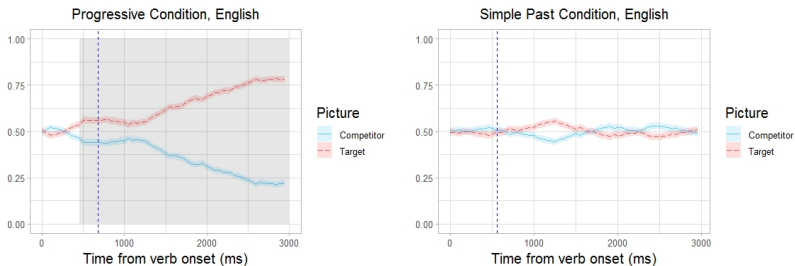 Progressive Condition, English
1.00
0.75
0.50
0.25
0.00
0
1000
2000
3000
Time from verb onset (ms)
Picture
Competitor
Target
Simple Past Condition, English
1.00
0.75
0.50
0.25
0.00
0
1000
2000
3000
Time from verb onset (ms)
Picture
Competitor
Target